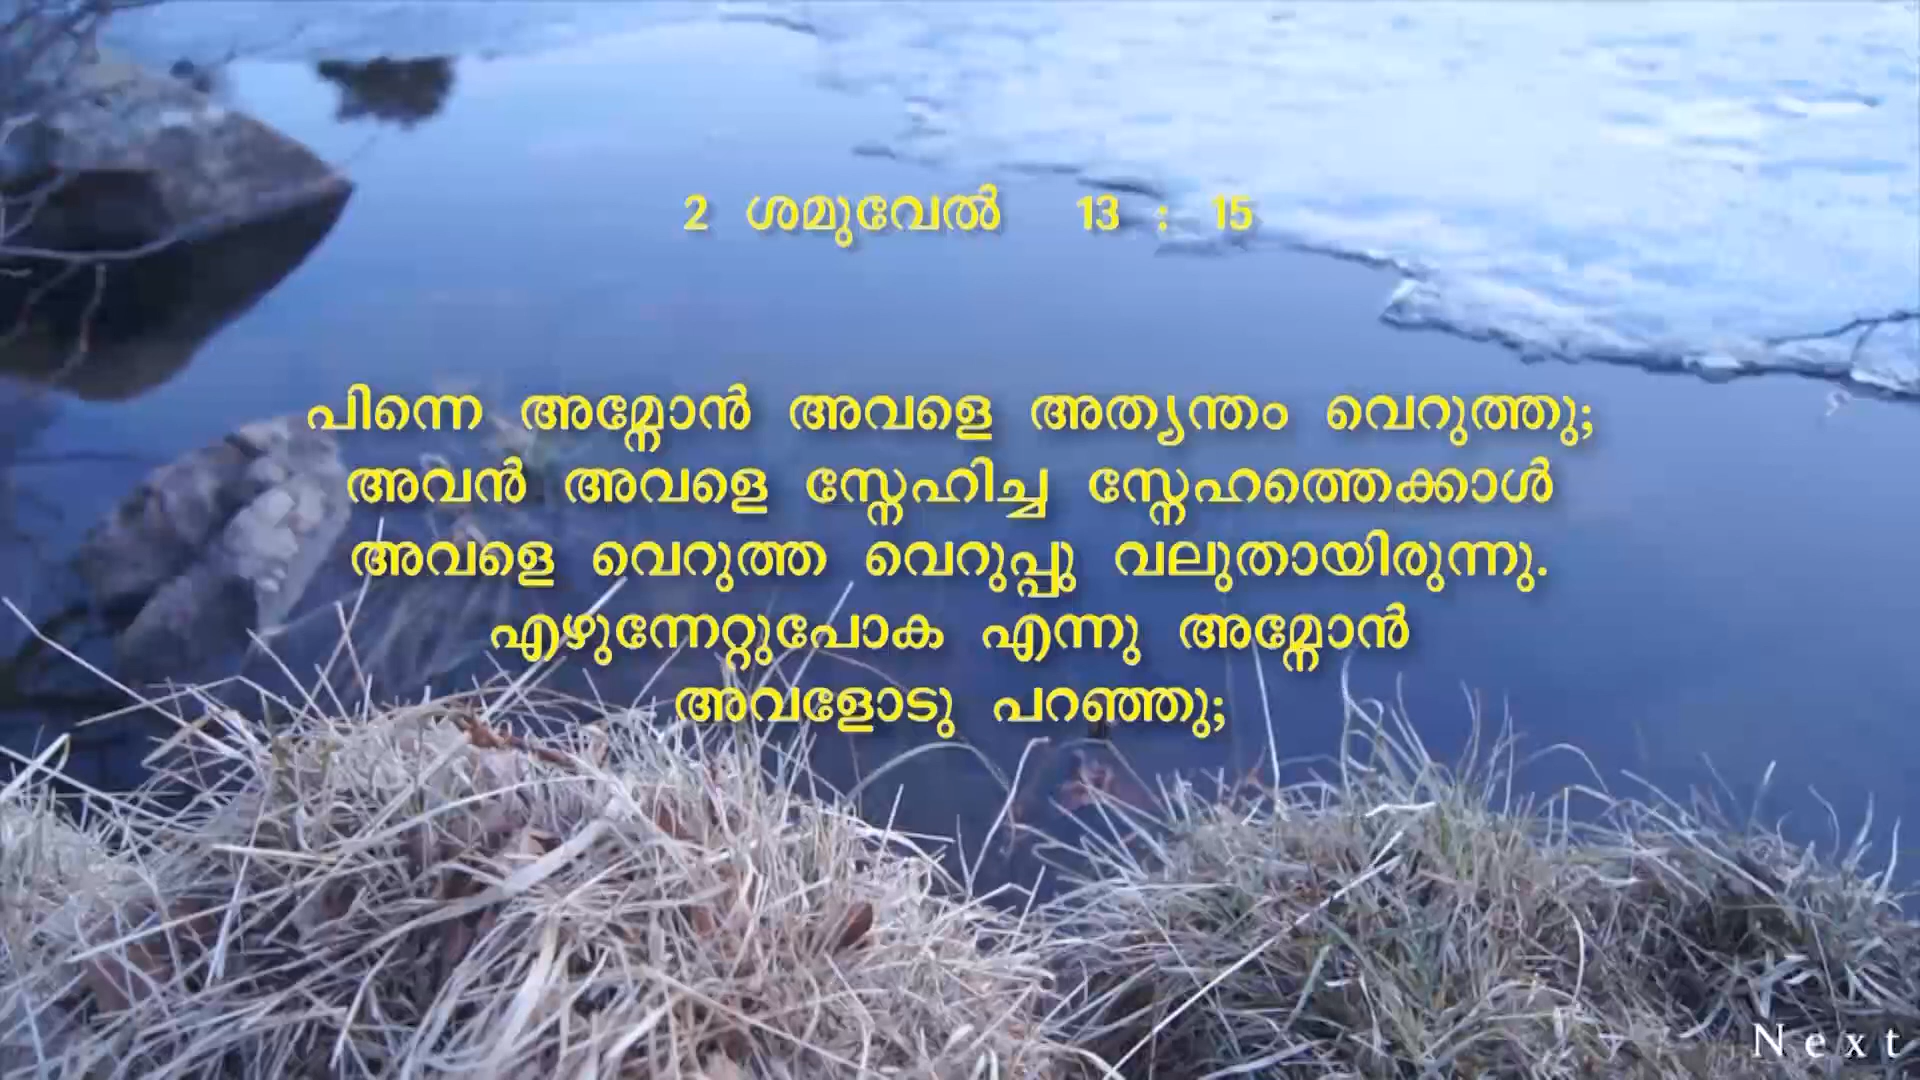 2 ശമുവേൽ 13 : 15
പിന്നെ അമ്നോൻ അവളെ അത്യന്തം വെറുത്തു;
അവൻ അവളെ സ്നേഹിച്ച സ്നേഹത്തെക്കാൾ
അവളെ വെറുത്ത വെറുപ്പു വലുതായിരുന്നു.
എഴുന്നേറ്റുപോക എന്നു അമ്നോൻ
അവളോടു പറഞ്ഞു;
Next